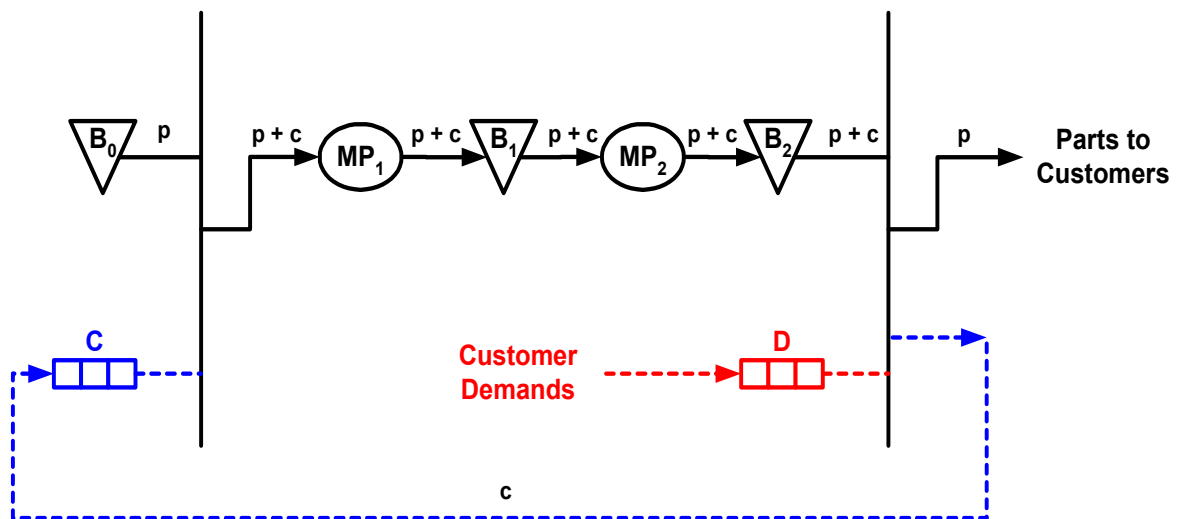 B0
p
p + c
MP1
p + c
B1
p + c
MP2
p + c
B2
p + c
p
Parts to
Customers
C
Customer
Demands
D
c